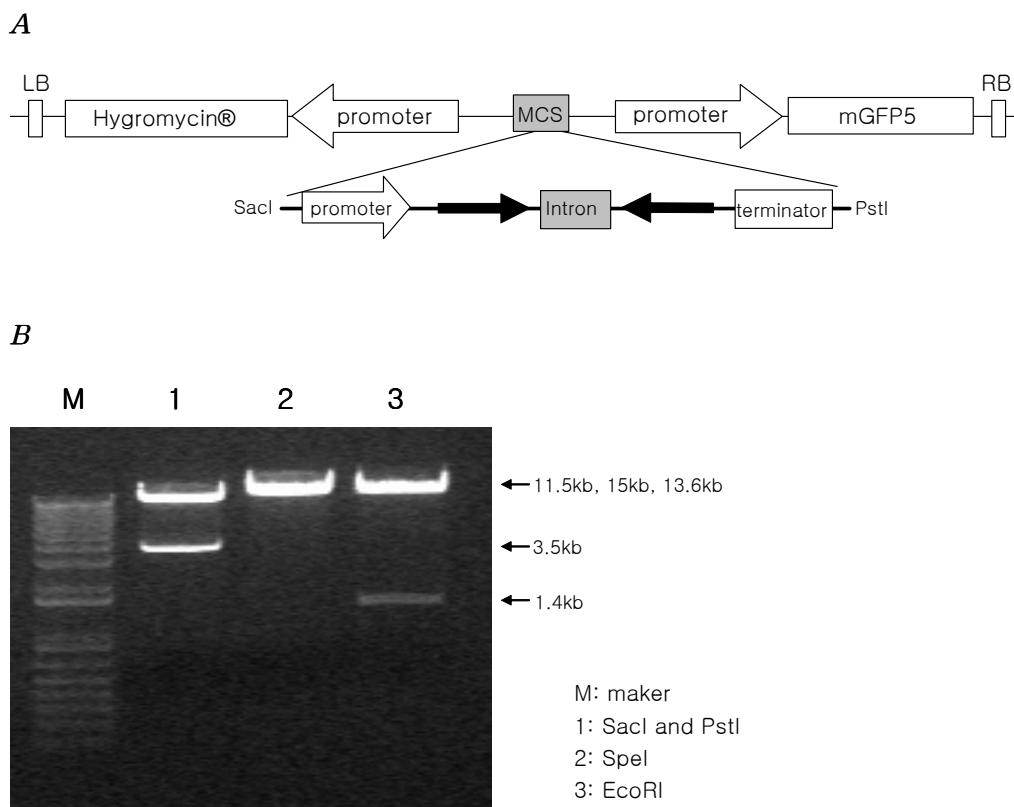 A
LB
RB
Hygromycin®
promoter
MCS
promoter
mGFP5
SacI
promoter
Intron
terminator
PstI
B
M 1 2 3
11.5kb, 15kb, 13.6kb
3.5kb
1.4kb
M: maker
1: SacI and PstI
2: SpeI
3: EcoRI